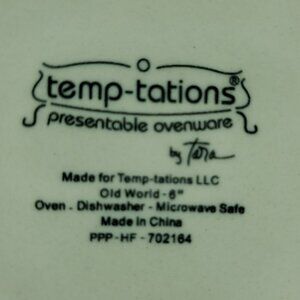 temp-tations®
presentable ovenware
by Tara
Made for Temp-tations LLC
Old World - 6"
Oven . Dishwasher - Microwave Safe
Made in China
PPP-HF - 702164